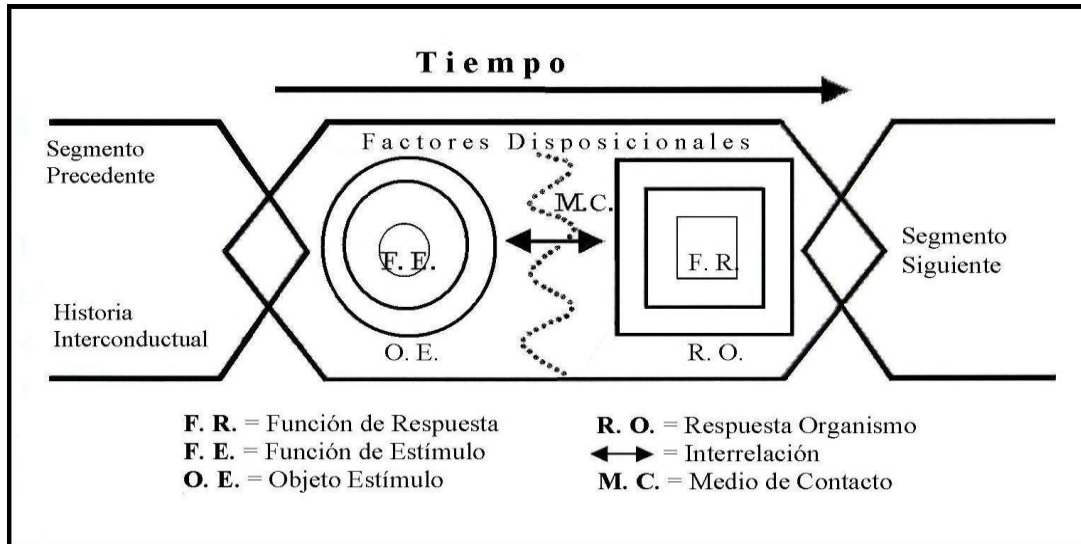 Tiempo
Factores Disposicionales
Segmento
Precedente
M.C.
F. E.
F. R.
Segmento
Siguiente
Historia
Interconductual
O. E.
R. O.
F. R. = Función de Respuesta
F. E. = Función de Estímulo
O. E. = Objeto Estímulo
R. O. = Respuesta Organismo
= Interrelación
M. C. = Medio de Contacto